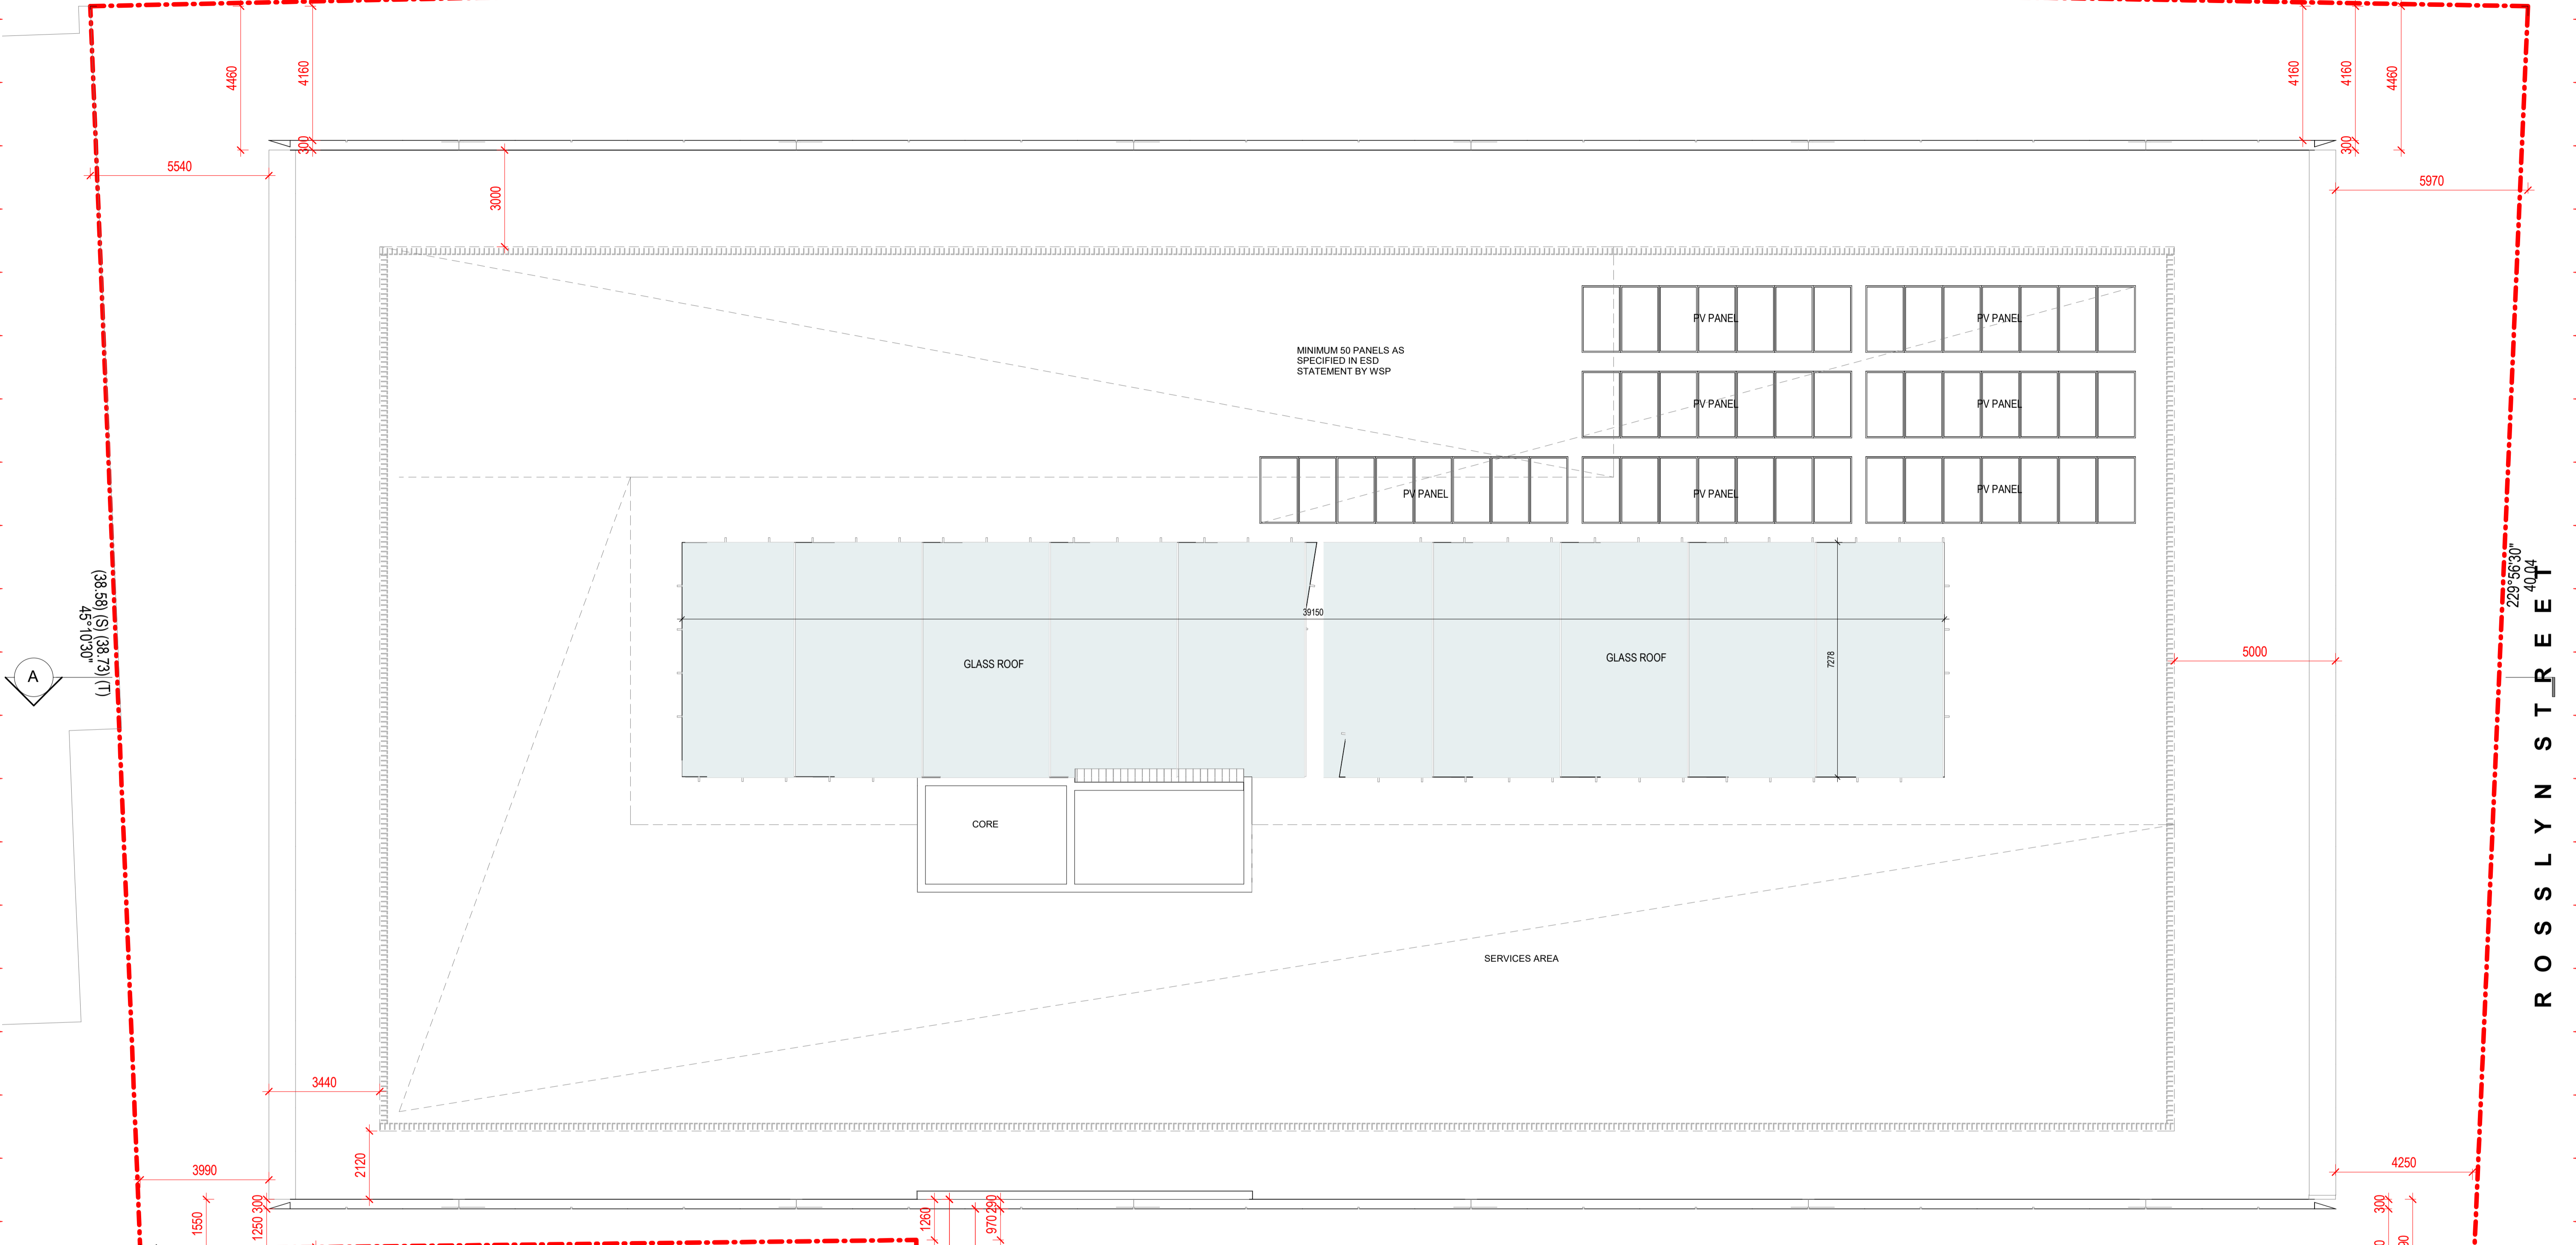 4460
4160
4160
4160
4460
300
300
5540
5970
3000
PV PANEL
PV PANEL
MINIMUM 50 PANELS AS
SPECIFIED IN ESD
STATEMENT BY WSP
PV PANEL
PV PANEL
PV PANEL
PV PANEL
PV PANEL
(38.58) (S) (38.73) (T)
45°10'30"
229°56'30"
40.04
39150
GLASS ROOF
GLASS ROOF
7278
5000
A
ROSSLYN STREET
CORE
SERVICES AREA
3440
2120
3990
4250
1550
1250
300
1260
970
290
300